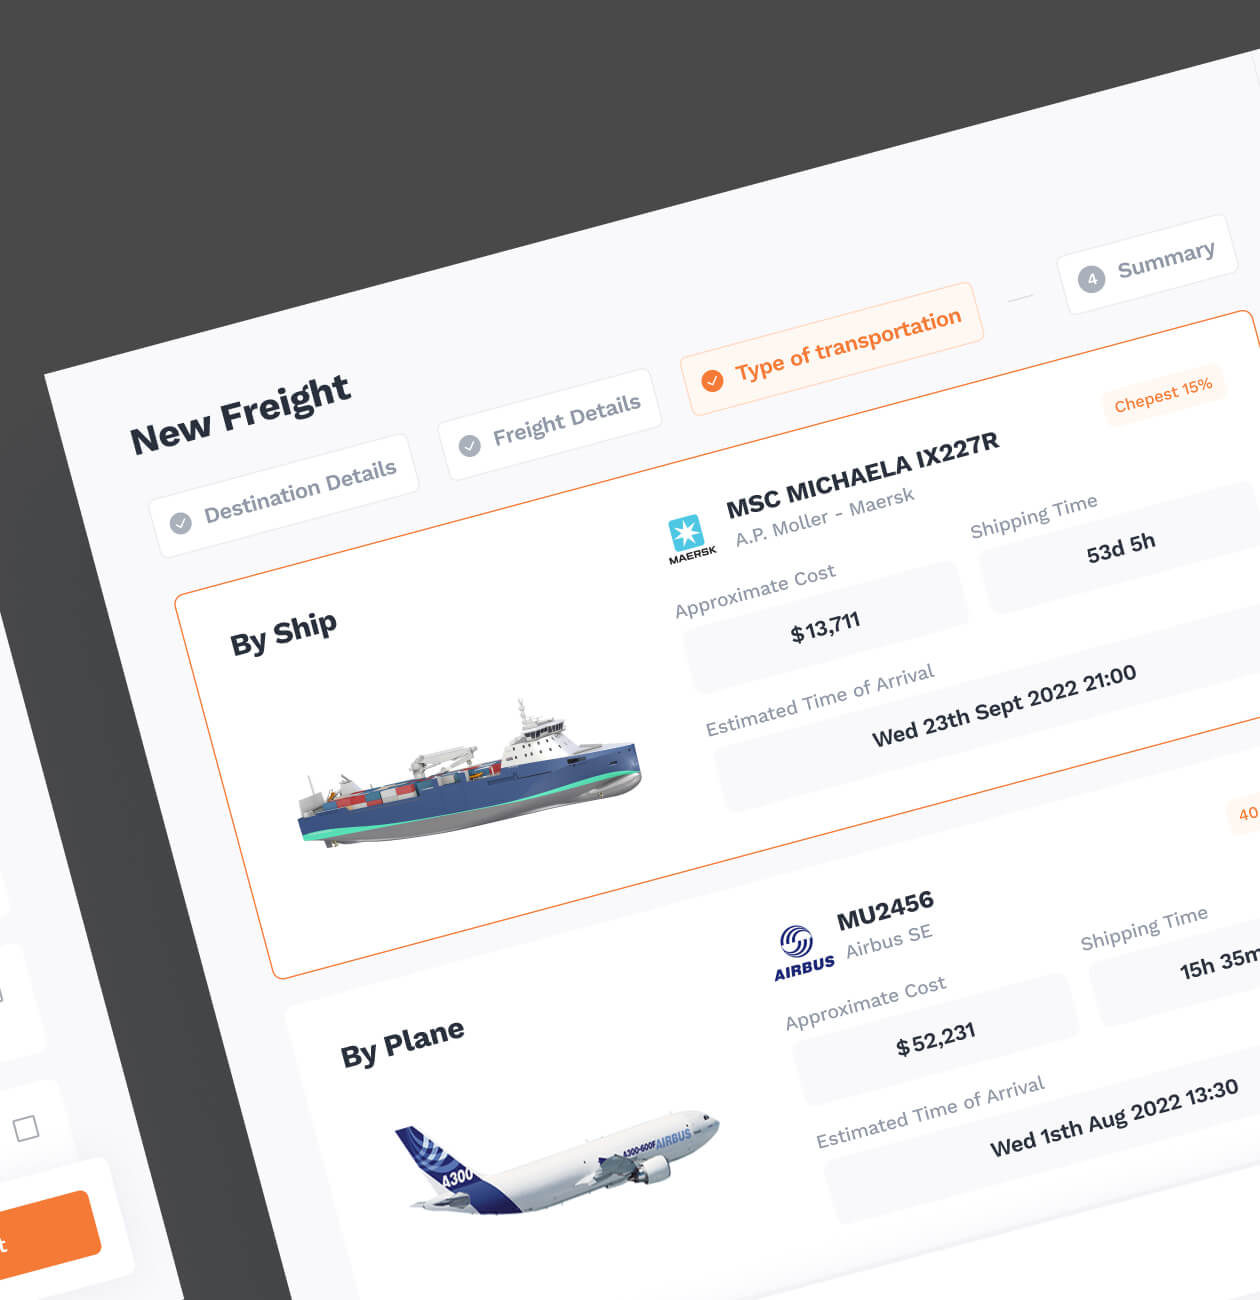 New Freight
Destination Details
Freight Details
Type of transportation
4 Summary
By Ship
MAERSK
MSC MICHAELA IX227R
A.P. Moller - Maersk
Chepest 15%
Approximate Cost
$13,711
Shipping Time
53d 5h
Estimated Time of Arrival
Wed 23th Sept 2022 21:00
By Plane
A300
A300-600F AIRBUS
AIRBUS
MU2456
Airbus SE
40
Approximate Cost
$52,231
Shipping Time
15h 35m
Estimated Time of Arrival
Wed 1sth Aug 2022 13:30
t